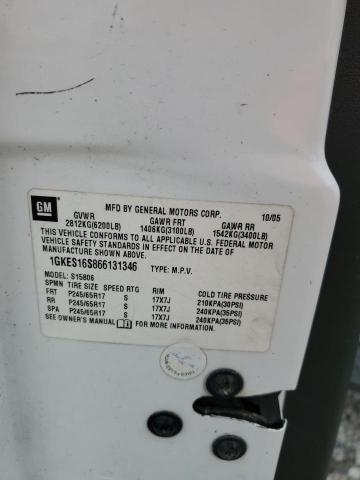 GM
MFD BY GENERAL MOTORS CORP. 10/05
GVWR GAWR FRT GAWR RR
2812KG(6200LB) 1406KG(3100LB) 1542KG(3400LB)
THIS VEHICLE CONFORMS TO ALL APPLICABLE U.S. FEDERAL MOTOR
VEHICLE SAFETY STANDARDS IN EFFECT ON THE DATE OF
MANUFACTURE SHOWN ABOVE.
1GKES16S866131346 TYPE: M.P.V.
MODEL: S15806
SPMN TIRE SIZE SPEED RTG RIM COLD TIRE PRESSURE
FRT P245/65R17 S 17X7J 210KPA(30PSI)
RR P245/65R17 S 17X7J 240KPA(35PSI)
SPA P245/65R17 S 17X7J 240KPA(35PSI)
SEE OWNER'S MANUAL FOR ADDITIONAL INFORMATION